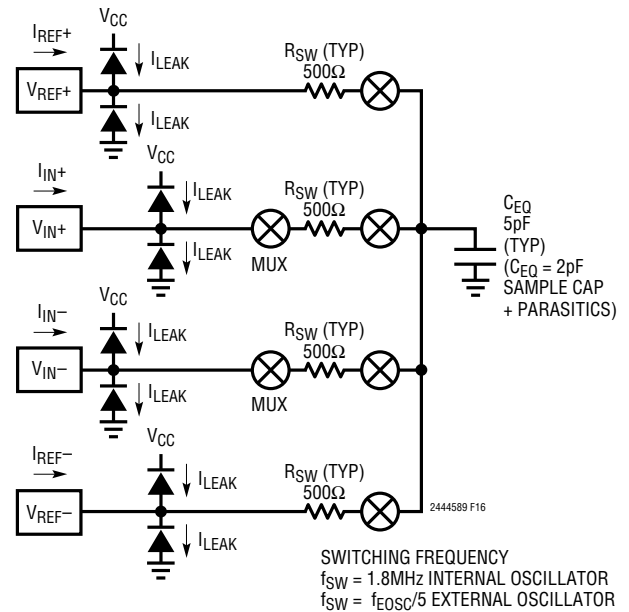 VCC
IREF+
ILEAK
RSW (TYP)
500Ω
VREF+
ILEAK
VCC
IIN+
ILEAK
RSW (TYP)
500Ω
VIN+
ILEAK
MUX
CEQ
5pF
(TYP)
(CEQ = 2pF
SAMPLE CAP
+ PARASITICS)
VCC
IIN–
ILEAK
RSW (TYP)
500Ω
VIN–
ILEAK
MUX
VCC
IREF–
ILEAK
RSW (TYP)
500Ω
VREF–
ILEAK
2444589 F16
SWITCHING FREQUENCY
fSW = 1.8MHz INTERNAL OSCILLATOR
fSW = fEOSC/5 EXTERNAL OSCILLATOR